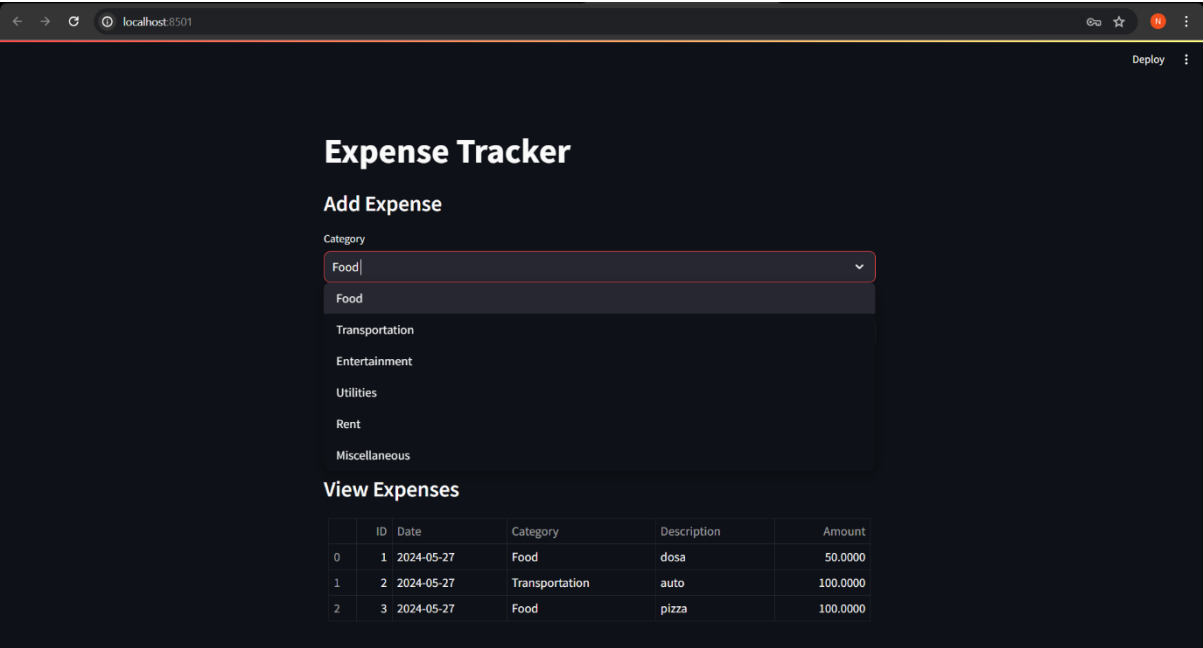 localhost:8501
N
Deploy
Expense Tracker
Add Expense
Category
Food
Food
Transportation
Entertainment
Utilities
Rent
Miscellaneous
View Expenses
ID Date Category Description Amount
0 1 2024-05-27 Food dosa 50.0000
1 2 2024-05-27 Transportation auto 100.0000
2 3 2024-05-27 Food pizza 100.0000